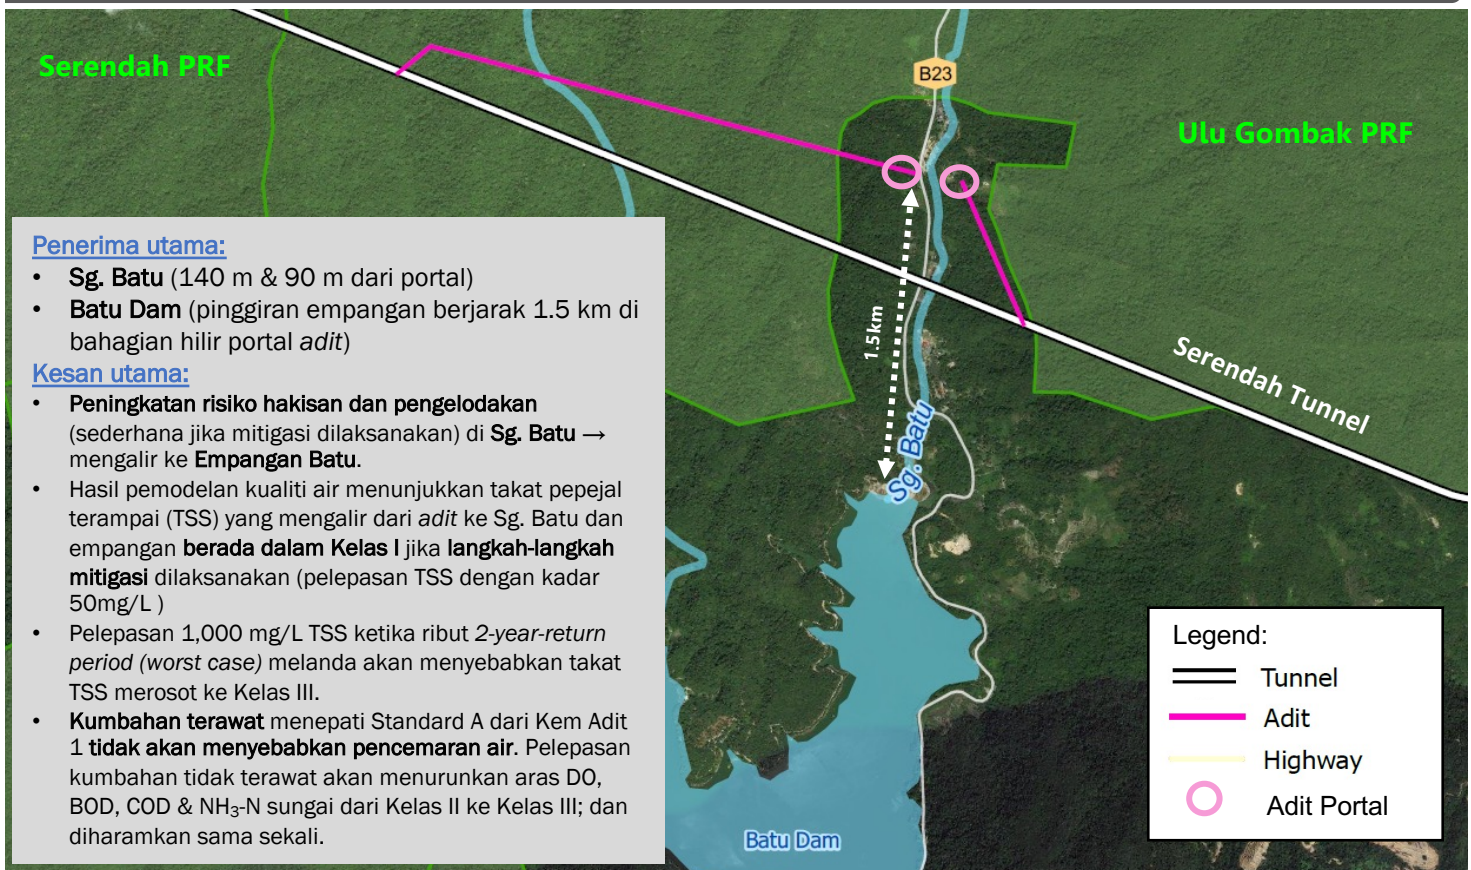 Serendah PRF
B23
Ulu Gombak PRF
Penerima utama:
• Sg. Batu (140 m & 90 m dari portal)
• Batu Dam (pinggiran empangan berjarak 1.5 km di
bahagian hilir portal adit)
Kesan utama:
• Peningkatan risiko hakisan dan pengelodakan
(sederhana jika mitigasi dilaksanakan) di Sg. Batu →
mengalir ke Empangan Batu.
• Hasil pemodelan kualiti air menunjukkan takat pepejal
terampai (TSS) yang mengalir dari adit ke Sg. Batu dan
empangan berada dalam Kelas I jika langkah-langkah
mitigasi dilaksanakan (pelepasan TSS dengan kadar
50mg/L )
• Pelepasan 1,000 mg/L TSS ketika ribut 2-year-return
period (worst case) melanda akan menyebabkan takat
TSS merosot ke Kelas III.
• Kumbahan terawat menepati Standard A dari Kem Adit
1 tidak akan menyebabkan pencemaran air. Pelepasan
kumbahan tidak terawat akan menurunkan aras DO,
BOD, COD & NH₃-N sungai dari Kelas II ke Kelas III; dan
diharamkan sama sekali.
1.5km
Serendah Tunnel
Sg. Batu
Batu Dam
Legend:
Tunnel
Adit
Highway
Adit Portal